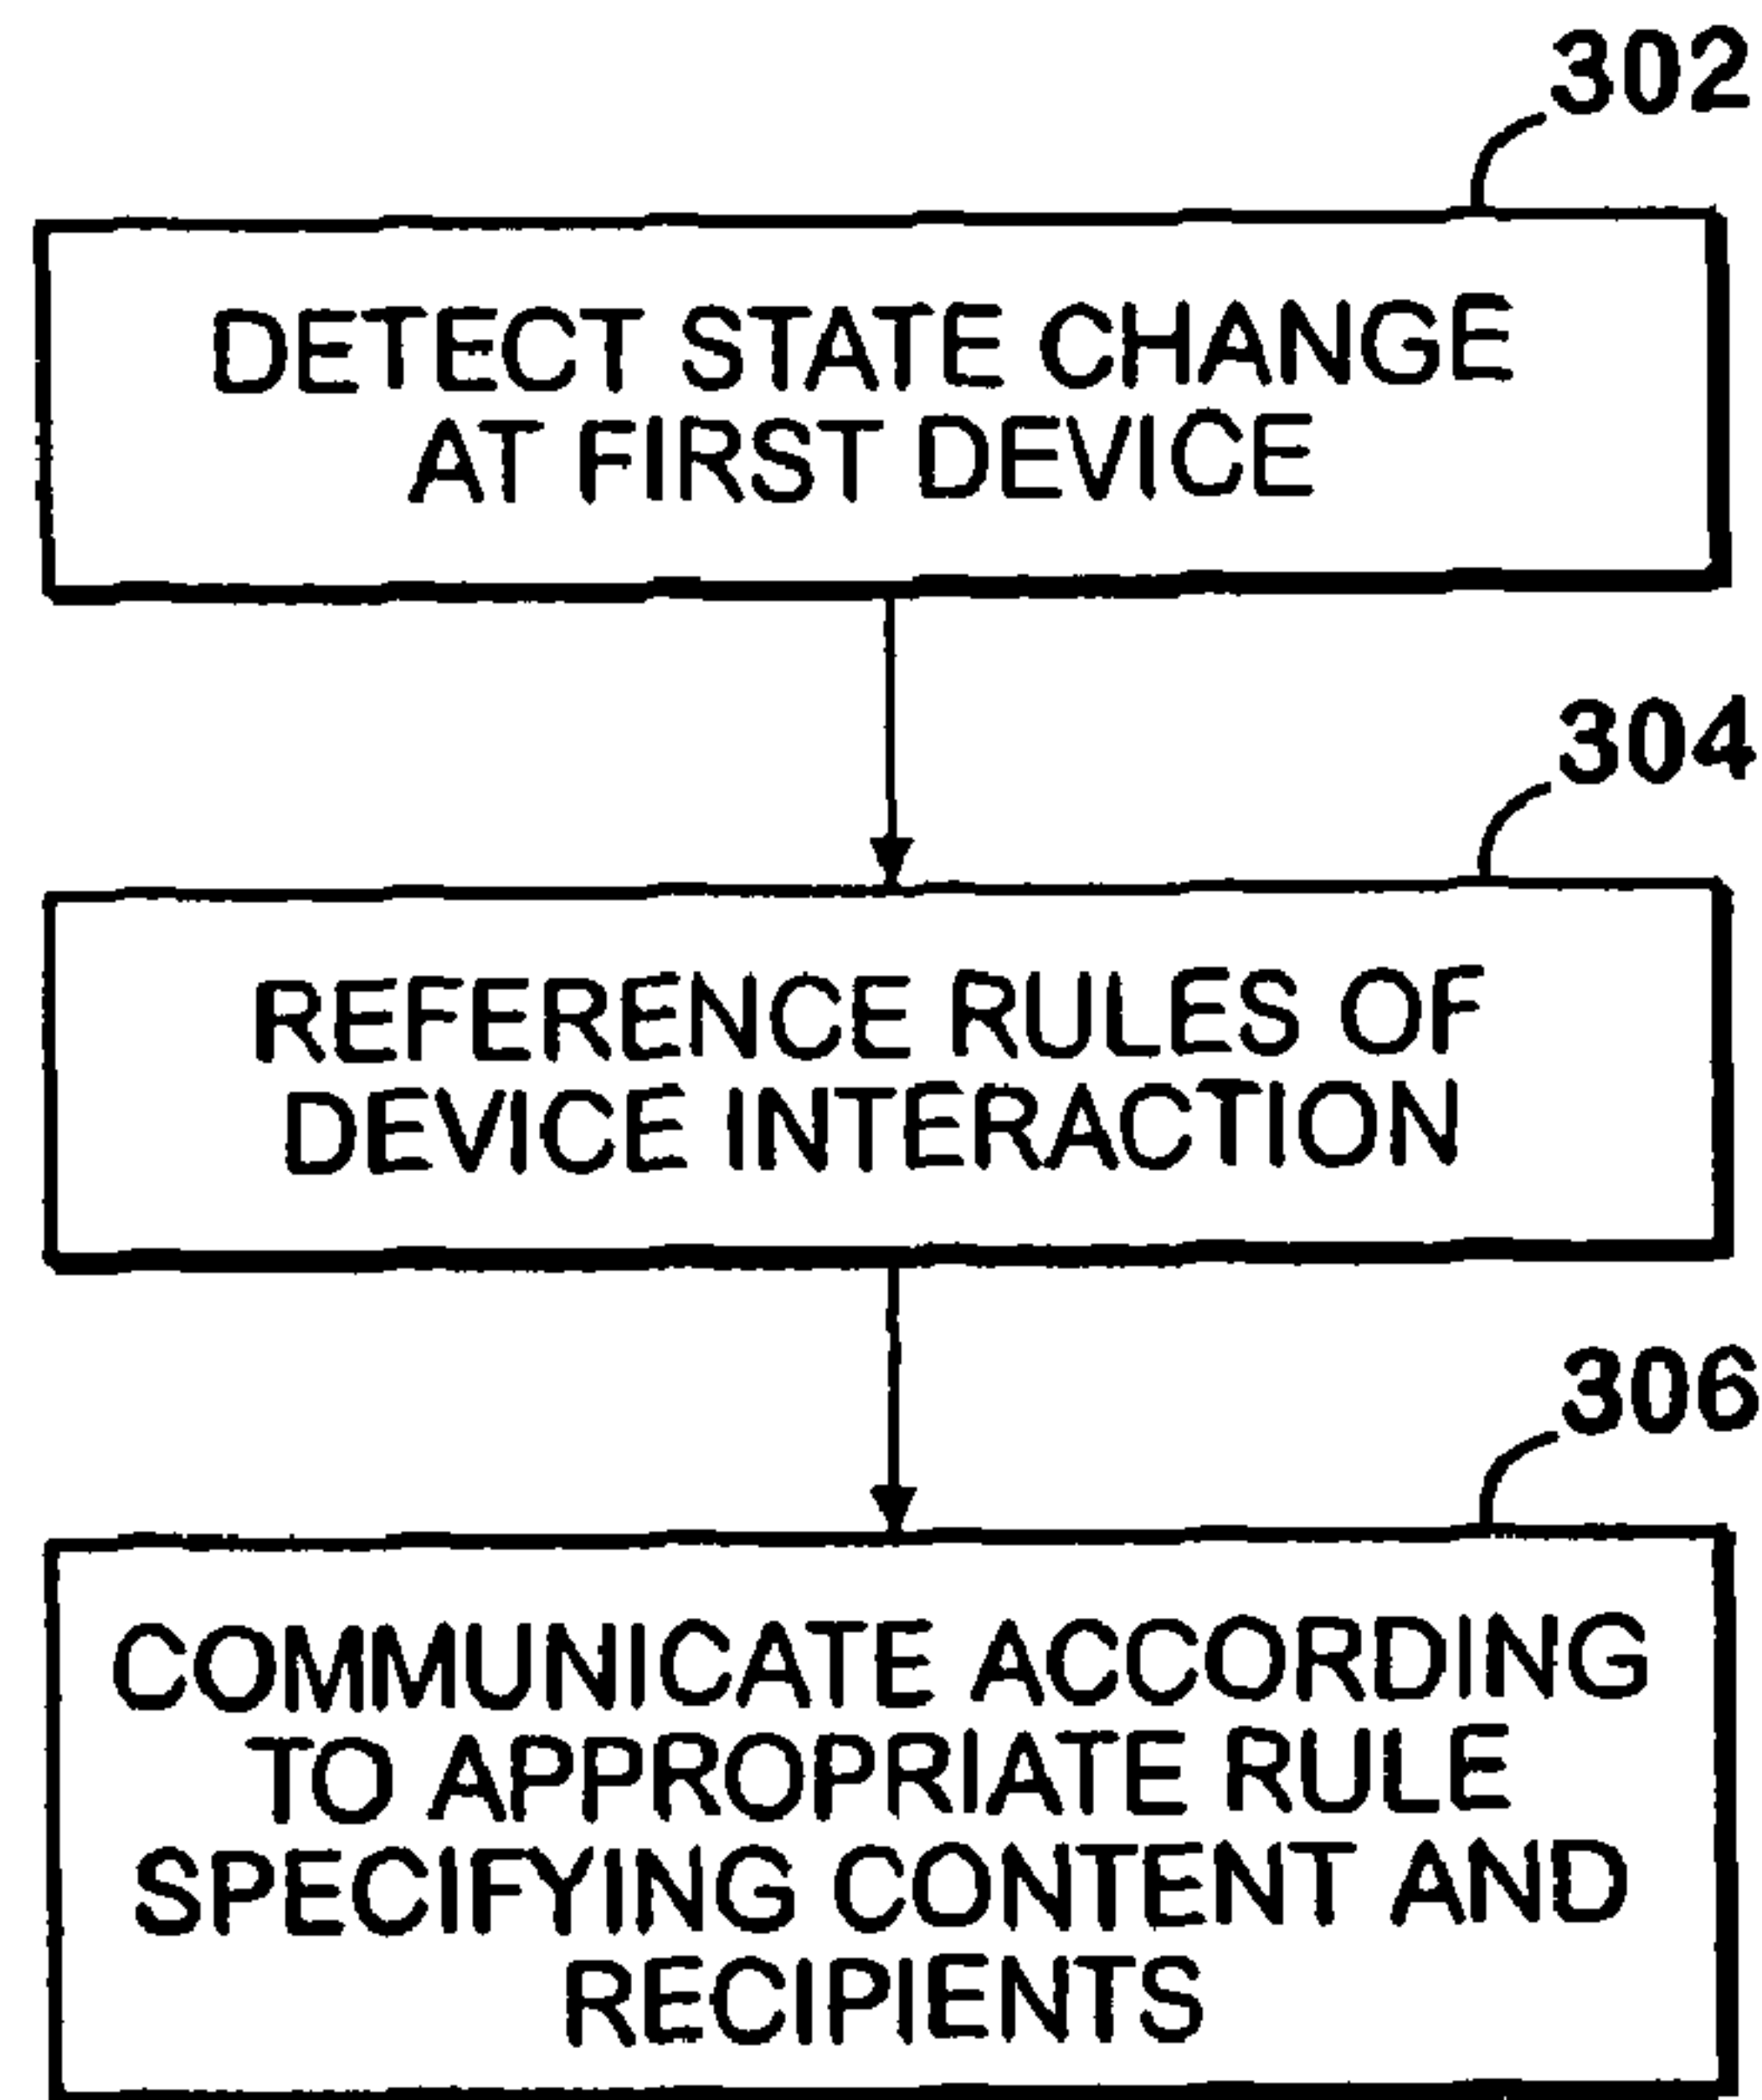 302
DETECT STATE CHANGE
AT FIRST DEVICE
304
REFERENCE RULES OF
DEVICE INTERACTION
306
COMMUNICATE ACCORDING
TO APPROPRIATE RULE
SPECIFYING CONTENT AND
RECIPIENTS